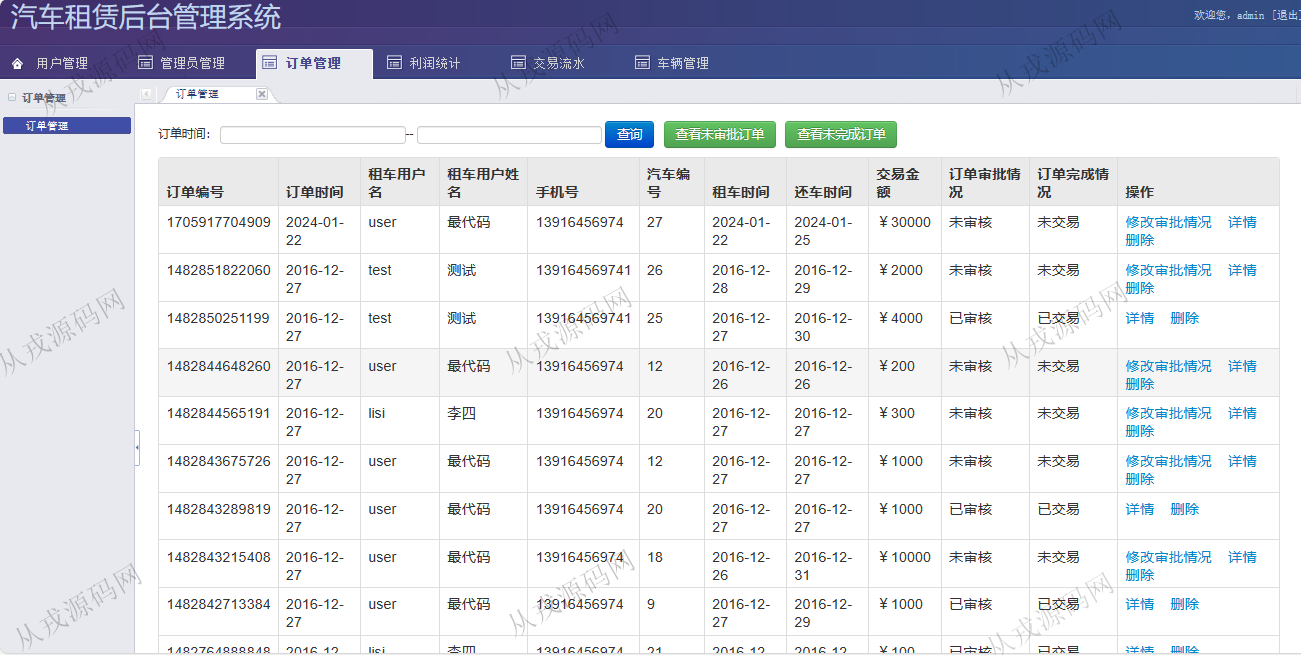 汽车租赁后台管理系统
欢迎您，admin [退出]
用户管理 管理员管理 订单管理 利润统计 交易流水 车辆管理
订单管理
订单管理
订单管理
订单时间: -- 查询 查看未审批订单 查看未完成订单
订单编号 订单时间 租车用户名 租车用户姓名 手机号 汽车编号 租车时间 还车时间 交易金额 订单审批情况 订单完成情况 操作
1705917704909 2024-01-22 user 最代码 13916456974 27 2024-01-22 2024-01-25 ￥30000 未审核 未交易 修改审批情况 详情 删除
1482851822060 2016-12-27 test 测试 139164569741 26 2016-12-28 2016-12-29 ￥2000 未审核 未交易 修改审批情况 详情 删除
1482850251199 2016-12-27 test 测试 139164569741 25 2016-12-27 2016-12-30 ￥4000 已审核 已交易 详情 删除
1482844648260 2016-12-27 user 最代码 13916456974 12 2016-12-26 2016-12-26 ￥200 未审核 未交易 修改审批情况 详情 删除
1482844565191 2016-12-27 lisi 李四 13916456974 20 2016-12-27 2016-12-27 ￥300 未审核 未交易 修改审批情况 详情 删除
1482843675726 2016-12-27 user 最代码 13916456974 12 2016-12-27 2016-12-27 ￥1000 未审核 未交易 修改审批情况 详情 删除
1482843289819 2016-12-27 user 最代码 13916456974 20 2016-12-27 2016-12-27 ￥1000 已审核 已交易 详情 删除
1482843215408 2016-12-27 user 最代码 13916456974 18 2016-12-26 2016-12-31 ￥10000 未审核 未交易 修改审批情况 详情 删除
1482842713384 2016-12-27 user 最代码 13916456974 9 2016-12-27 2016-12-29 ￥1000 已审核 已交易 详情 删除
1482764888848 2016-12- lisi 李四 13916456974 21 2016-12- 2016-12- ￥100 已审核 已交易 详情 删除
从戎源码网
从戎源码网
从戎源码网
从戎源码网
从戎源码网
从戎源码网
从戎源码网
从戎源码网
从戎源码网